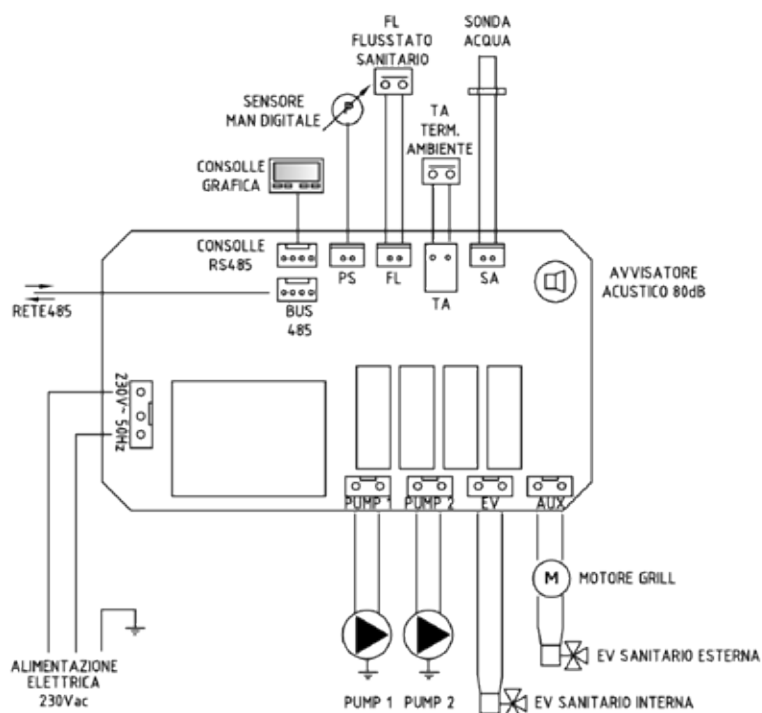 FL
FLUSSTATO
SANITARIO
SONDA
ACQUA
SENSORE
MAN DIGITALE
P
TA
TERM.
AMBIENTE
CONSOLLE
GRAFICA
CONSOLLE
RS485
PS
FL
TA
SA
AVVISATORE
ACUSTICO 80dB
RETE485
BUS
485
230V~ 50Hz
PUMP 1
PUMP 2
EV
AUX
M
MOTORE GRILL
EV SANITARIO ESTERNA
ALIMENTAZIONE
ELETTRICA
230Vac
PUMP 1
PUMP 2
EV SANITARIO INTERNA